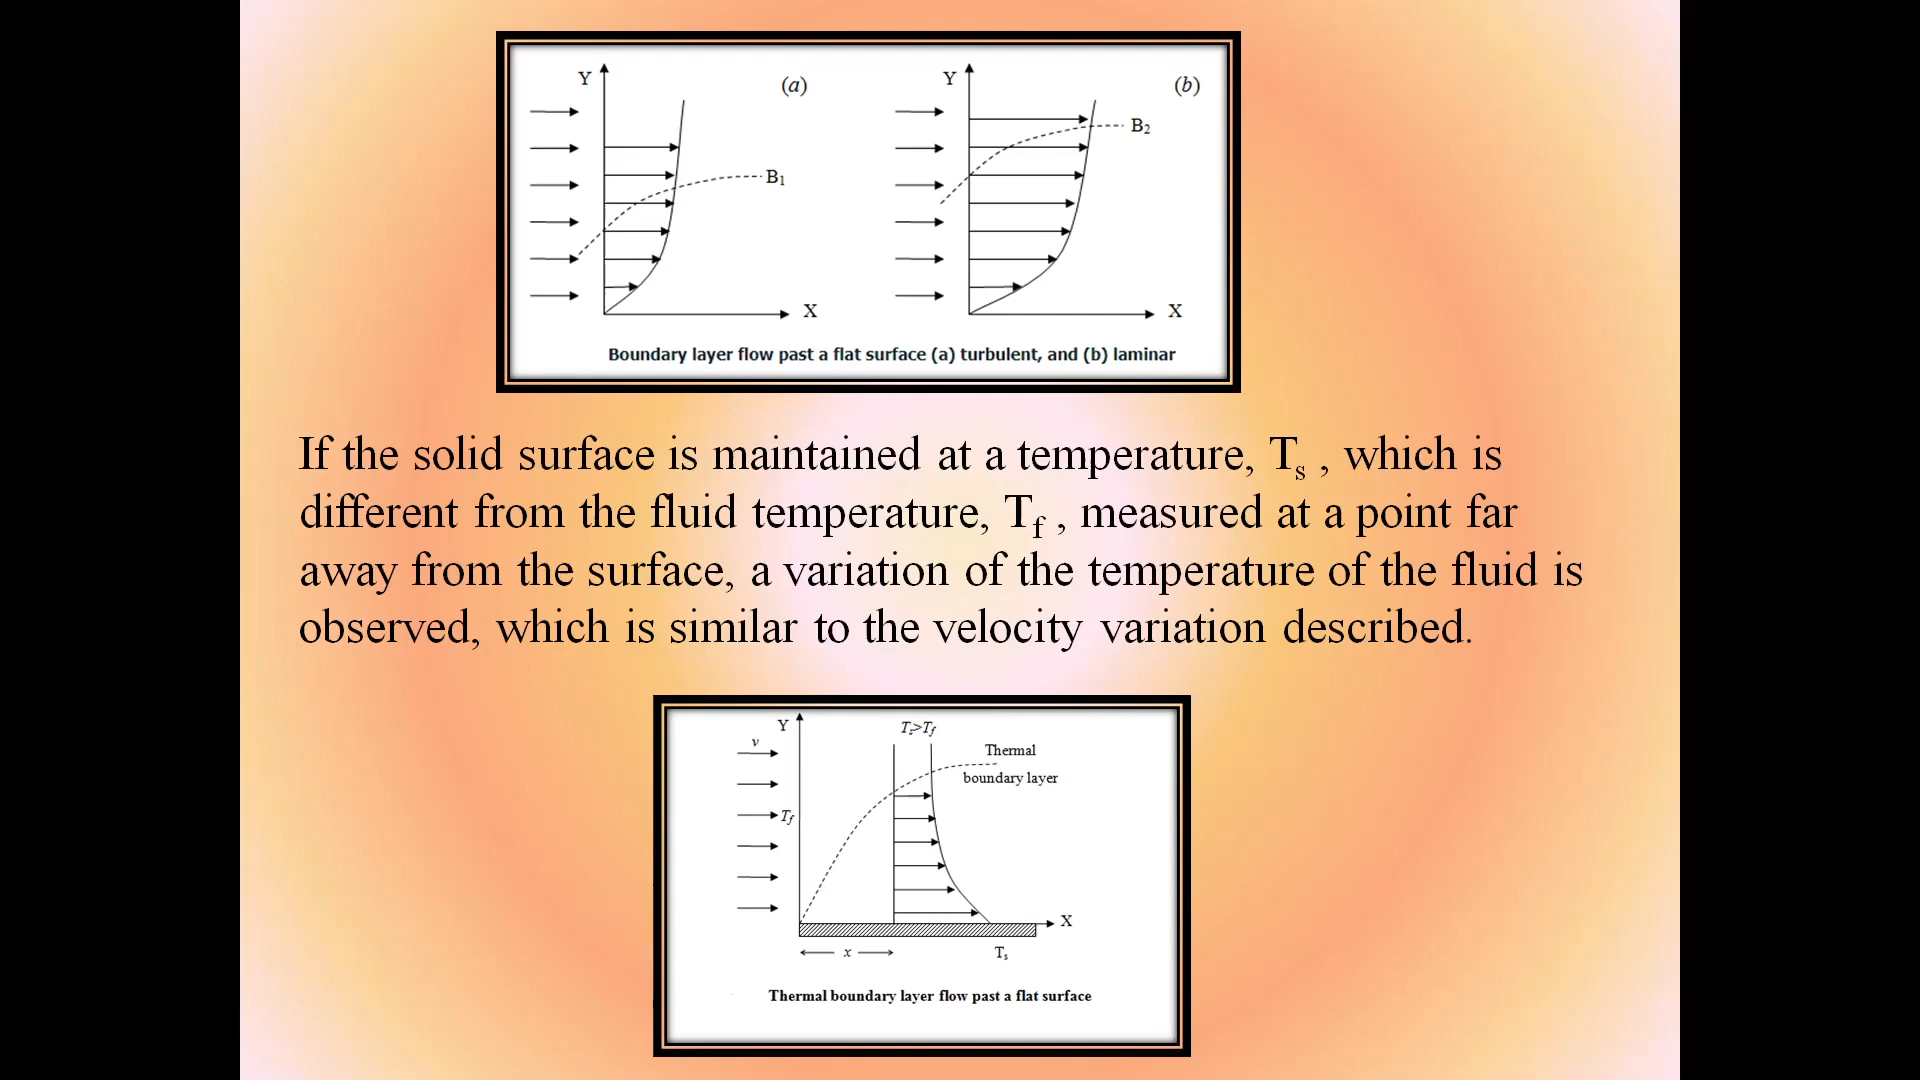 Y (a) Y (b)
B2
B1
X X
Boundary layer flow past a flat surface (a) turbulent, and (b) laminar
If the solid surface is maintained at a temperature, Ts , which is
different from the fluid temperature, Tf , measured at a point far
away from the surface, a variation of the temperature of the fluid is
observed, which is similar to the velocity variation described.
Y Ts>Tf
v Thermal
boundary layer
Tf
X
x Ts
Thermal boundary layer flow past a flat surface